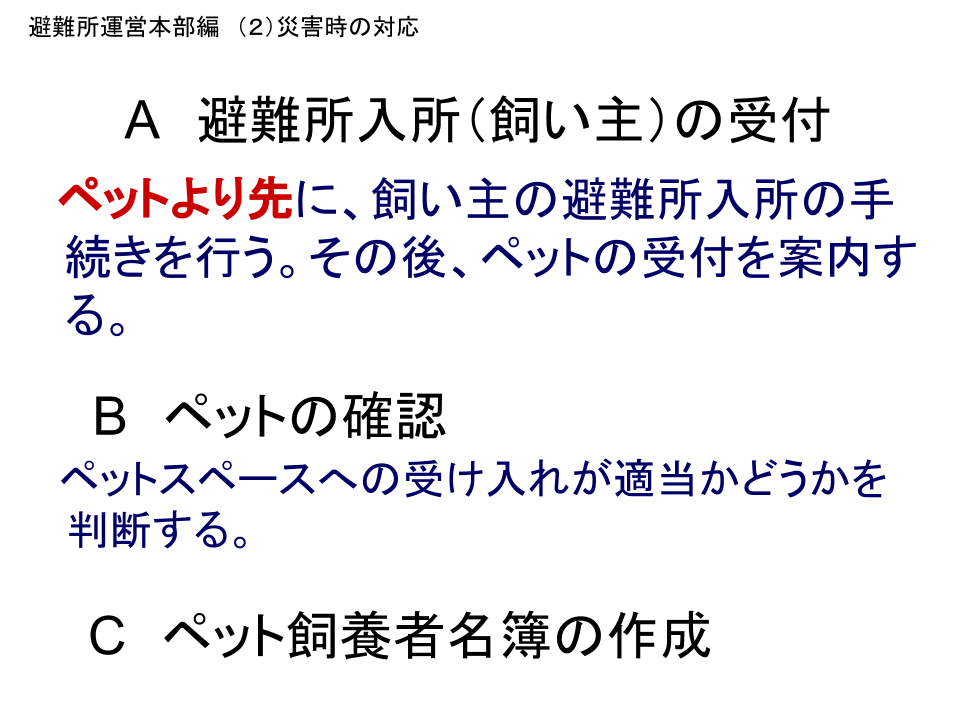 避難所運営本部編　（２）災害時の対応
A　避難所入所（飼い主）の受付
ペットより先に、飼い主の避難所入所の手
続きを行う。その後、ペットの受付を案内す
る。
B　ペットの確認
ペットスペースへの受け入れが適当かどうかを
判断する。
C　ペット飼養者名簿の作成